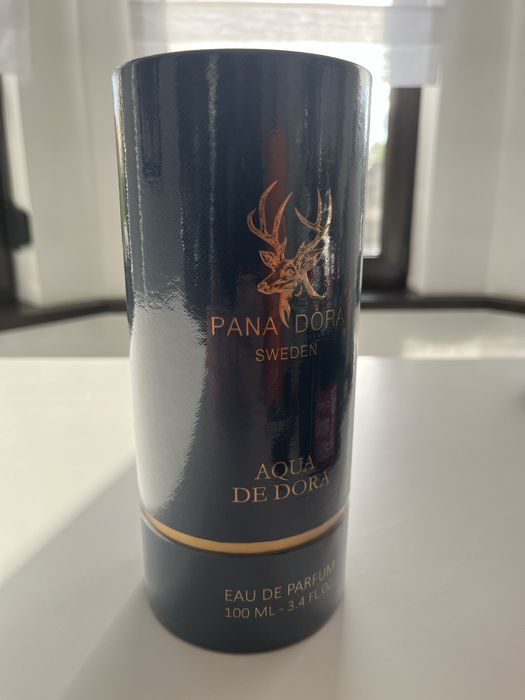 PANA DORA
SWEDEN
AQUA
DE DORA
EAU DE PARFUM
100 ML - 3.4 FL.OZ.